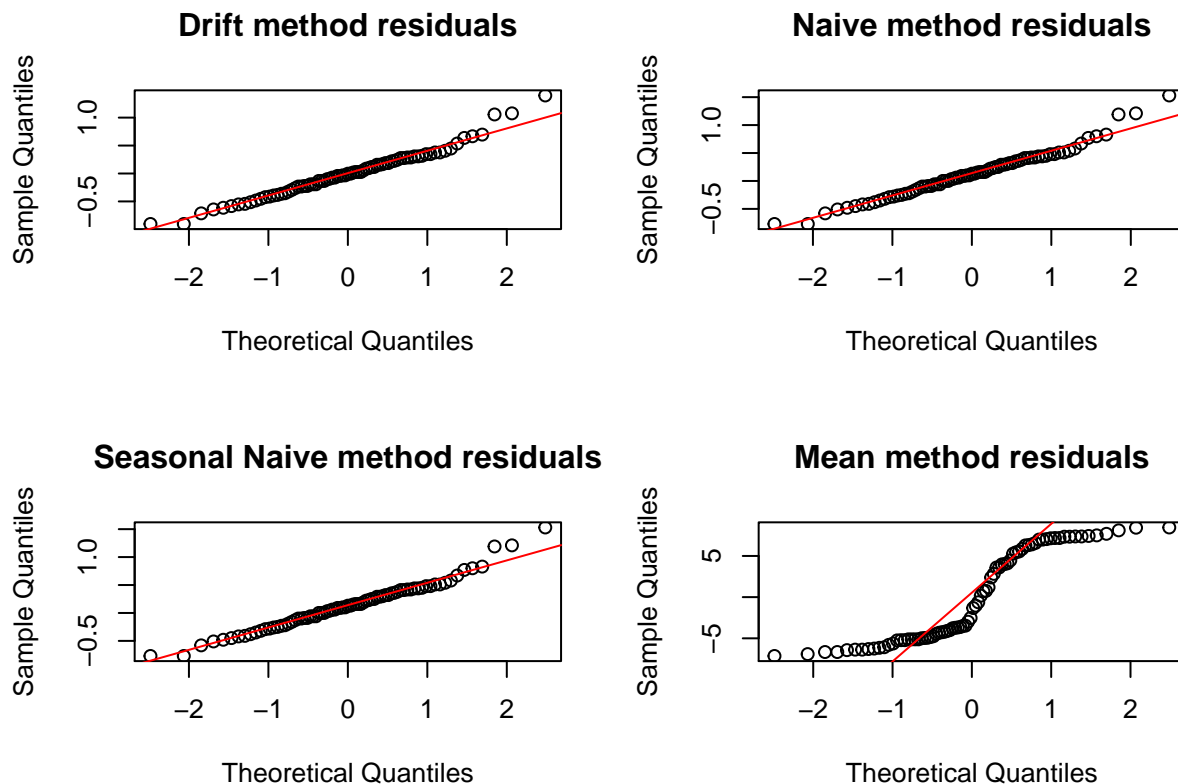 Drift method residuals
Sample Quantiles
1.0
−0.5
−2 −1 0 1 2
Theoretical Quantiles
Naive method residuals
Sample Quantiles
1.0
−0.5
−2 −1 0 1 2
Theoretical Quantiles
Seasonal Naive method residuals
Sample Quantiles
1.0
−0.5
−2 −1 0 1 2
Theoretical Quantiles
Mean method residuals
Sample Quantiles
5
−5
−2 −1 0 1 2
Theoretical Quantiles